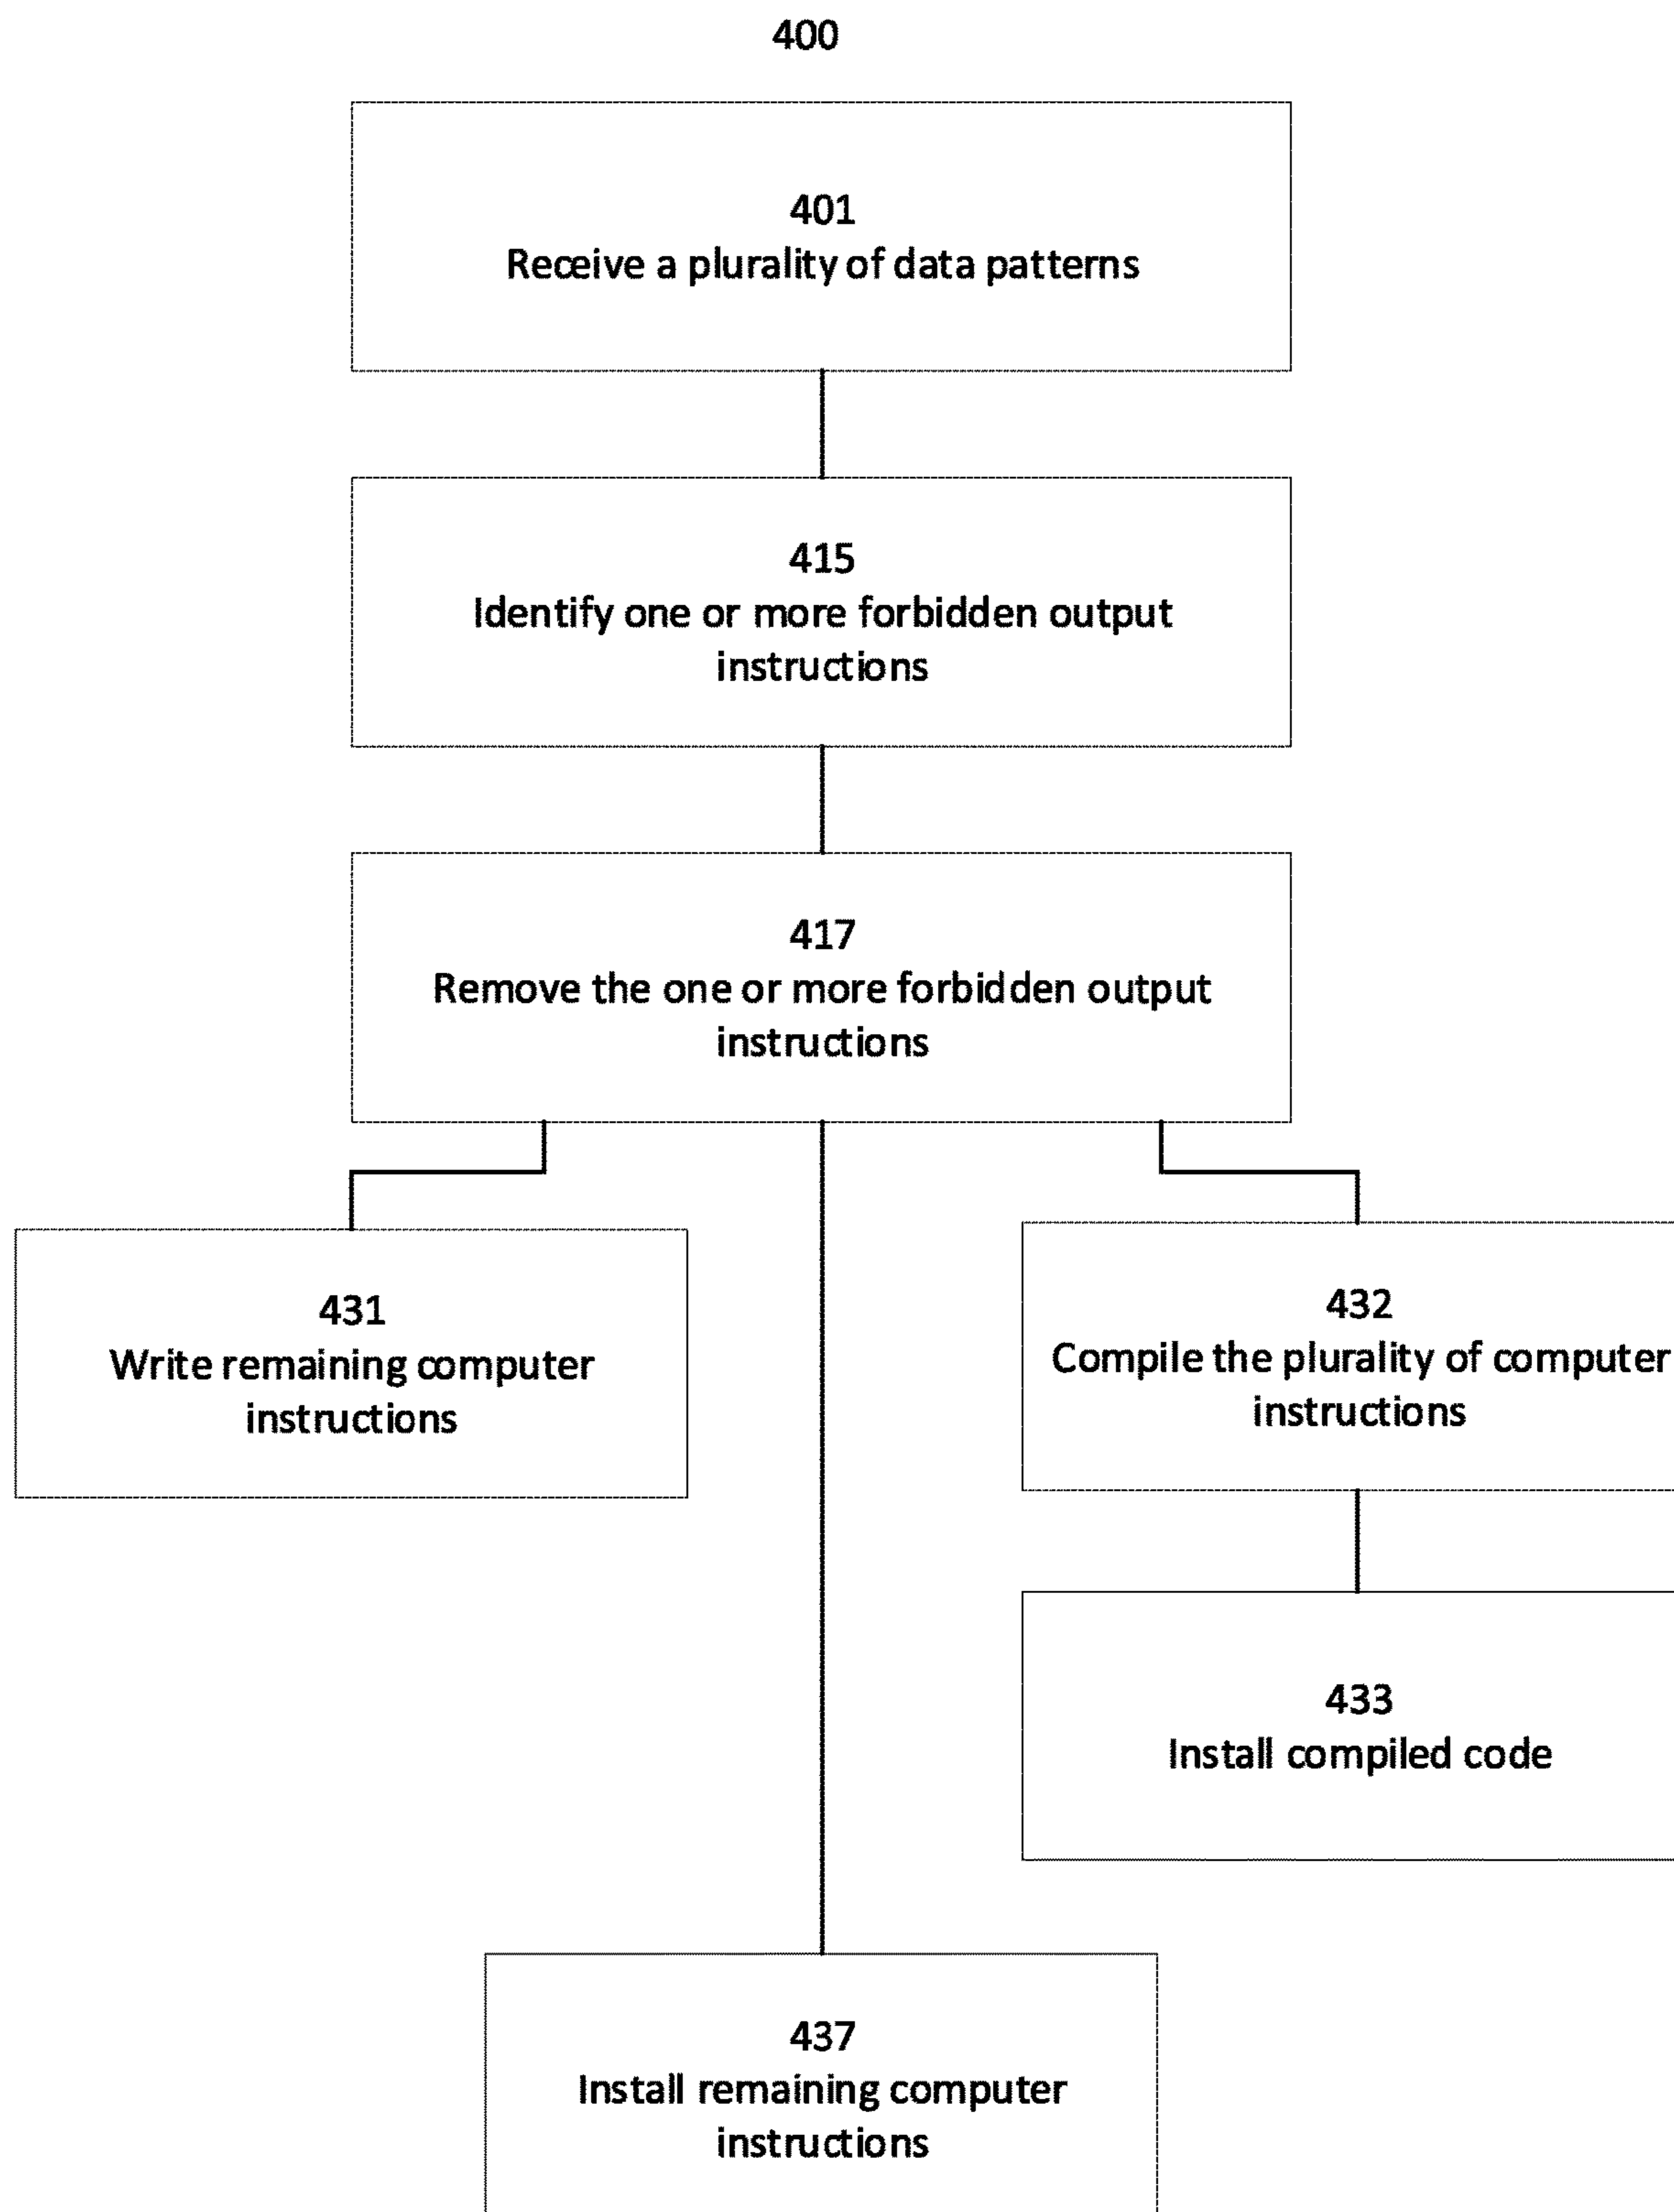 400
401
Receive a plurality of data patterns
415
Identify one or more forbidden output
instructions
417
Remove the one or more forbidden output
instructions
431
Write remaining computer
instructions
432
Compile the plurality of computer
instructions
433
Install compiled code
437
Install remaining computer
instructions